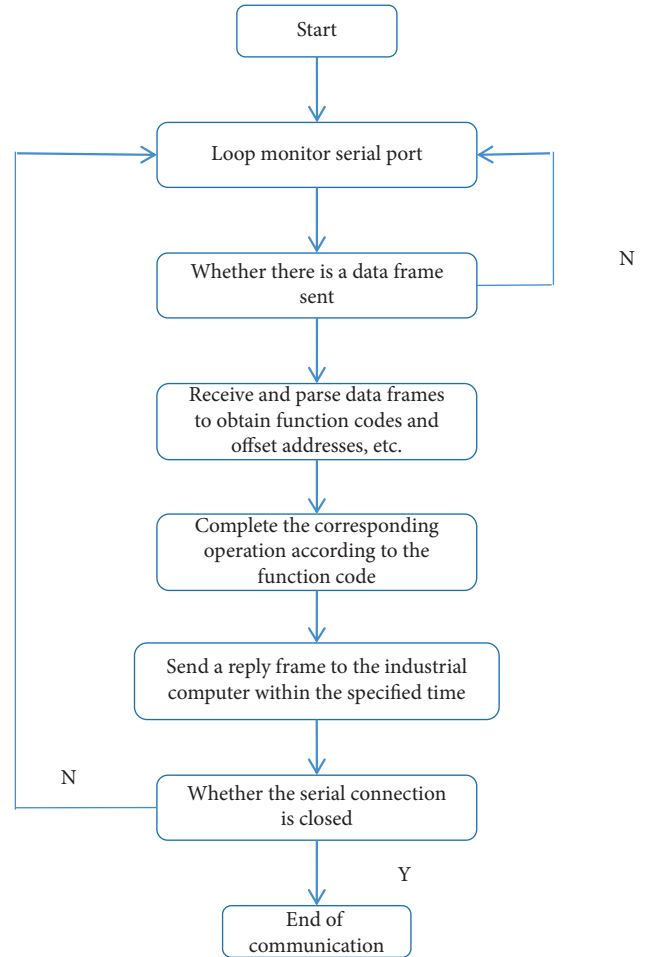 Start
Loop monitor serial port
Whether there is a data frame
sent
N
Receive and parse data frames
to obtain function codes and
offset addresses, etc.
Complete the corresponding
operation according to the
function code
Send a reply frame to the industrial
computer within the specified time
N
Whether the serial connection
is closed
Y
End of
communication